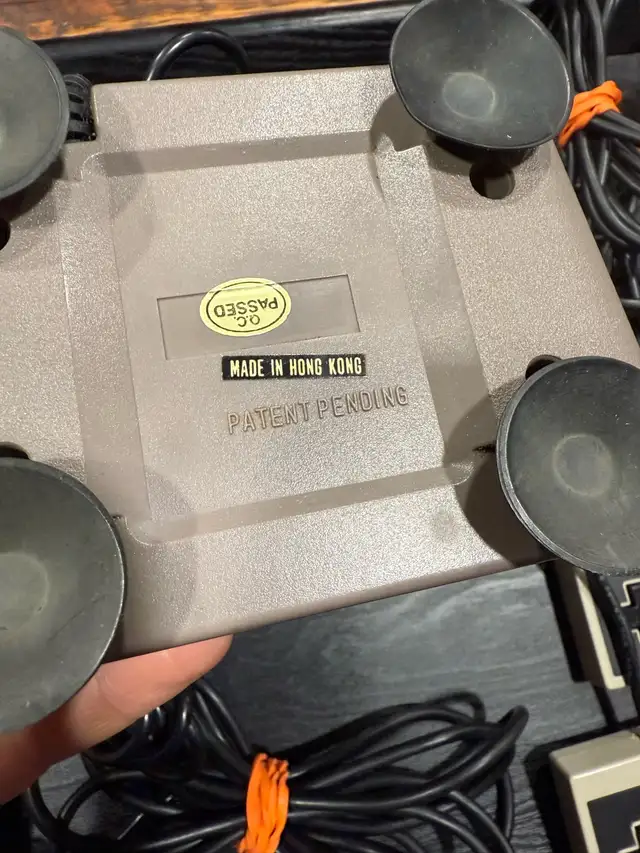 Q.C.
PASSED
MADE IN HONG KONG
PATENT PENDING